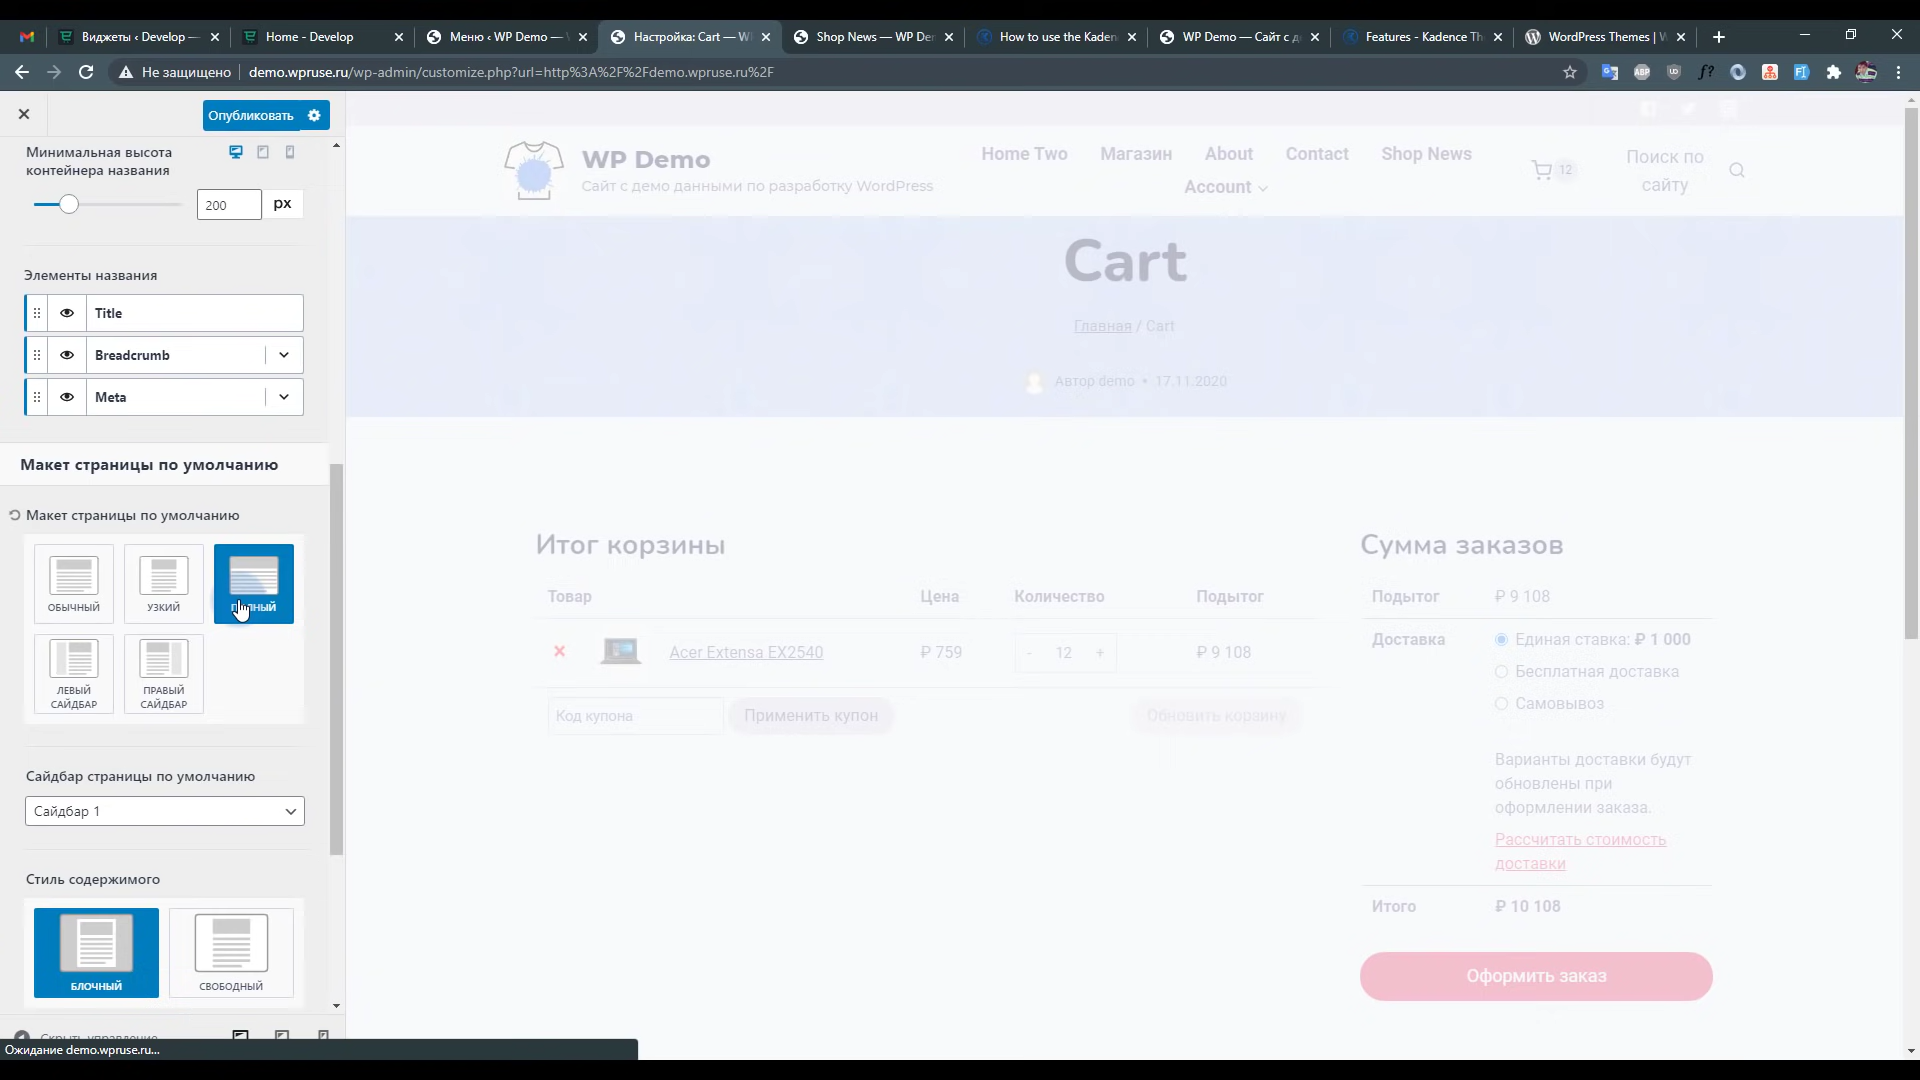 Виджеты ‹ Develop —
Home - Develop
Меню ‹ WP Demo —
Настройка: Cart — W
Shop News — WP De
How to use the Kaden
WP Demo — Сайт с д
Features - Kadence Th
WordPress Themes | W
Не защищено
demo.wpruse.ru/wp-admin/customize.php?url=http%3A%2F%2Fdemo.wpruse.ru%2F
Опубликовать
Минимальная высота
контейнера названия
200
px
Элементы названия
Title
Breadcrumb
Meta
Макет страницы по умолчанию
Макет страницы по умолчанию
ОБЫЧНЫЙ
УЗКИЙ
ПОЛНЫЙ
ЛЕВЫЙ
САЙДБАР
ПРАВЫЙ
САЙДБАР
Сайдбар страницы по умолчанию
Сайдбар 1
Стиль содержимого
БЛОЧНЫЙ
СВОБОДНЫЙ
Скрыть управление
Ожидание demo.wpruse.ru...
WP Demo
Сайт с демо данными по разработку WordPress
Home Two
Магазин
About
Contact
Shop News
Account
12
Поиск по
сайту
Cart
Главная / Cart
Автор demo • 17.11.2020
Итог корзины
Товар
Цена
Количество
Подытог
×
Acer Extensa EX2540
₽ 759
- 12 +
₽ 9 108
Код купона
Применить купон
Обновить корзину
Сумма заказов
Подытог
₽ 9 108
Доставка
Единая ставка: ₽ 1 000
Бесплатная доставка
Самовывоз
Варианты доставки будут
обновлены при
оформлении заказа.
Рассчитать стоимость
доставки
Итого
₽ 10 108
Оформить заказ